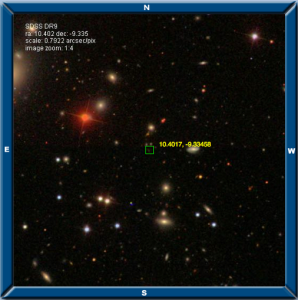 N
SDSS DR9
ra: 10.402 dec: -9.335
scale: 0.7922 arcsec/pix
image zoom: 1:4
10.4017, -9.33458
E
W
S